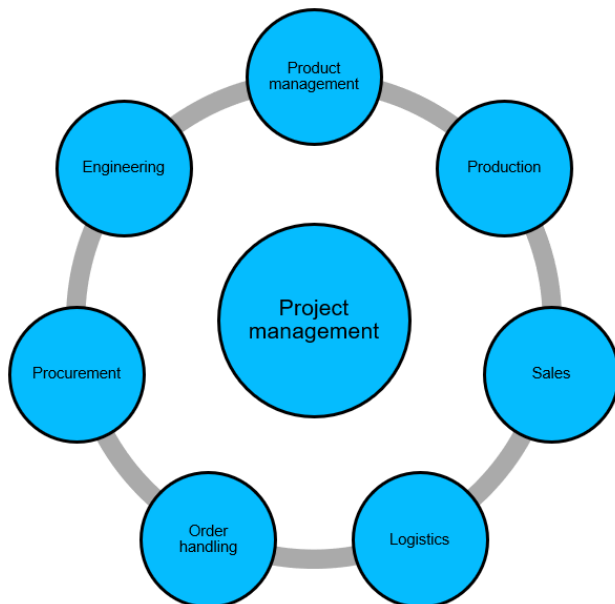 Product
management
Engineering
Production
Project
management
Procurement
Sales
Order
handling
Logistics